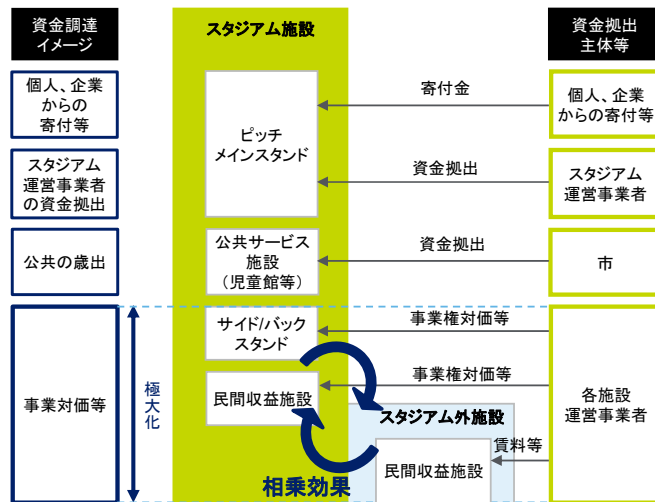 資金調達
イメージ
スタジアム施設
資金拠出
主体等
個人、企業
からの
寄付等
ピッチ
メインスタンド
寄付金
個人、企業
からの寄付等
スタジアム
運営事業者
の資金拠出
資金拠出
スタジアム
運営事業者
公共の歳出
公共サービス
施設
(児童館等)
資金拠出
市
事業対価等
極大化
サイド/バック
スタンド
事業権対価等
民間収益施設
事業権対価等
各施設
運営事業者
スタジアム外施設
民間収益施設
賃料等
相乗効果